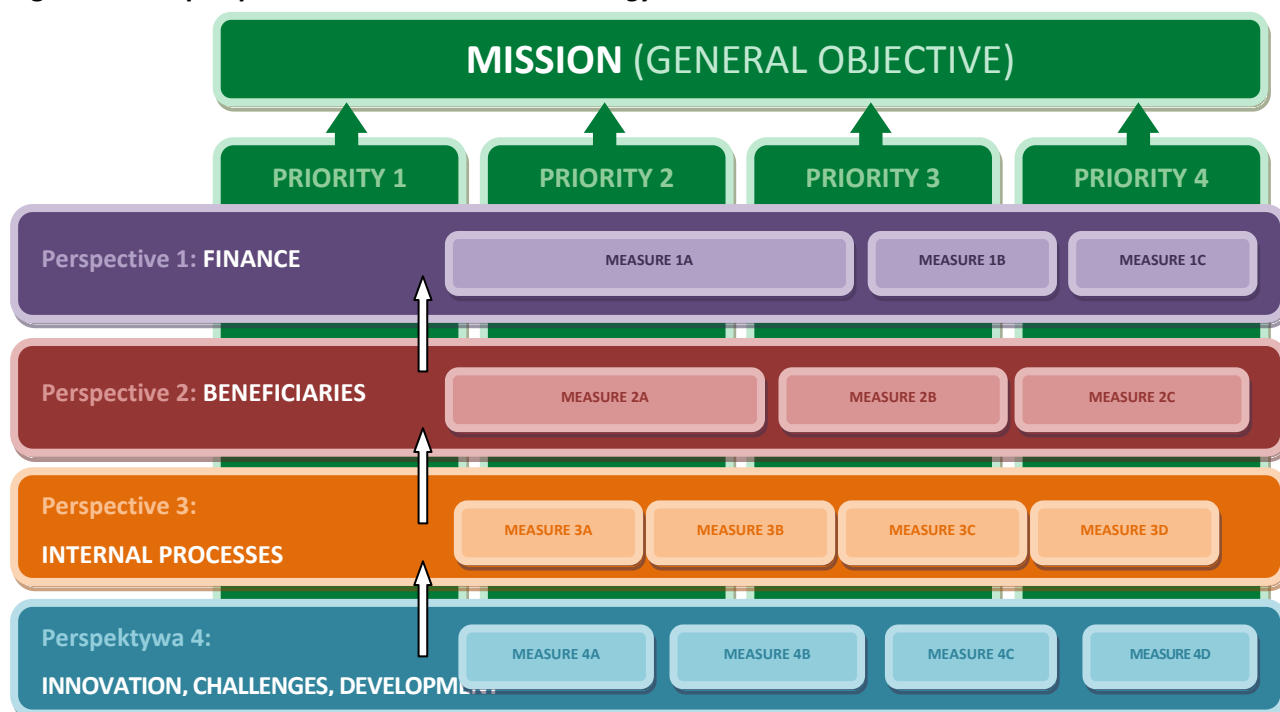 MISSION (GENERAL OBJECTIVE)
PRIORITY 1
PRIORITY 2
PRIORITY 3
PRIORITY 4
Perspective 1: FINANCE
MEASURE 1A
MEASURE 1B
MEASURE 1C
Perspective 2: BENEFICIARIES
MEASURE 2A
MEASURE 2B
MEASURE 2C
Perspective 3:
INTERNAL PROCESSES
MEASURE 3A
MEASURE 3B
MEASURE 3C
MEASURE 3D
Perspektywa 4:
INNOVATION, CHALLENGES, DEVELOPMENT
MEASURE 4A
MEASURE 4B
MEASURE 4C
MEASURE 4D